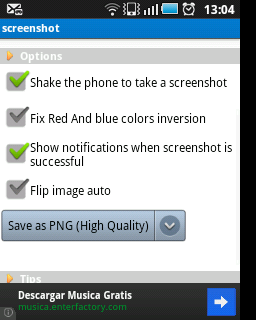 13:04
screenshot
Options
Shake the phone to take a screenshot
Fix Red And blue colors inversion
Show notifications when screenshot is
successful
Flip image auto
Save as PNG (High Quality)
Tips
Descargar Musica Gratis
musica.enterfactory.com